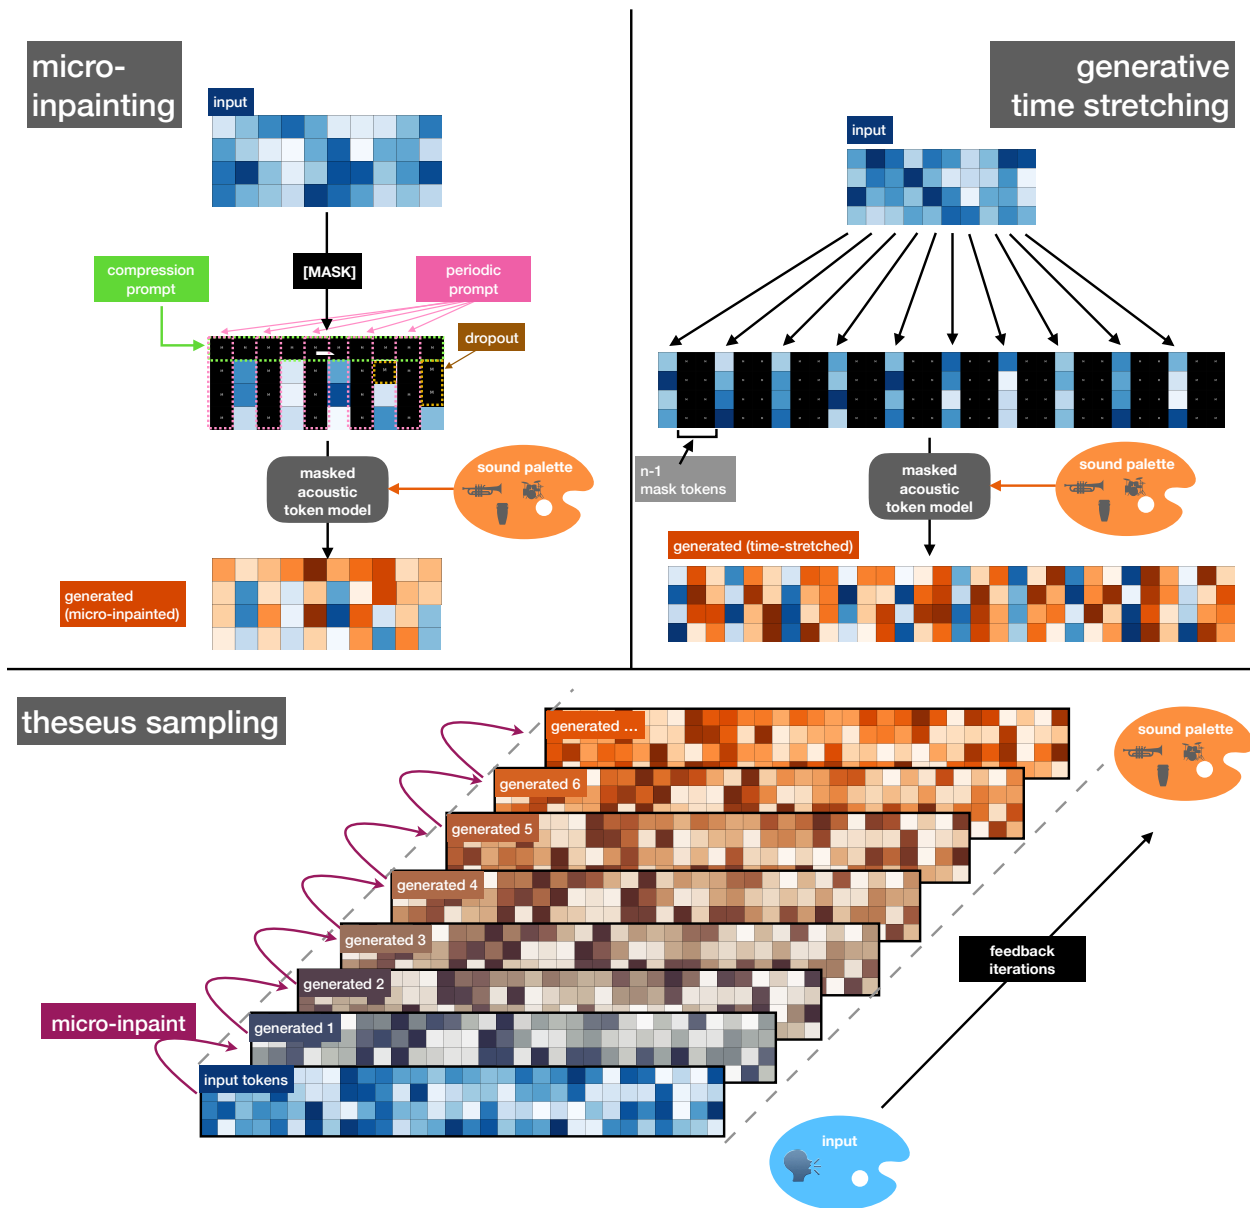 micro-
inpainting
input
compression
prompt
[MASK]
periodic
prompt
dropout
masked
acoustic
token model
sound palette
generated
(micro-inpainted)
generative
time stretching
input
n-1
mask tokens
masked
acoustic
token model
sound palette
generated (time-stretched)
theseus sampling
generated ...
generated 6
generated 5
generated 4
generated 3
generated 2
generated 1
input tokens
micro-inpaint
sound palette
feedback
iterations
input